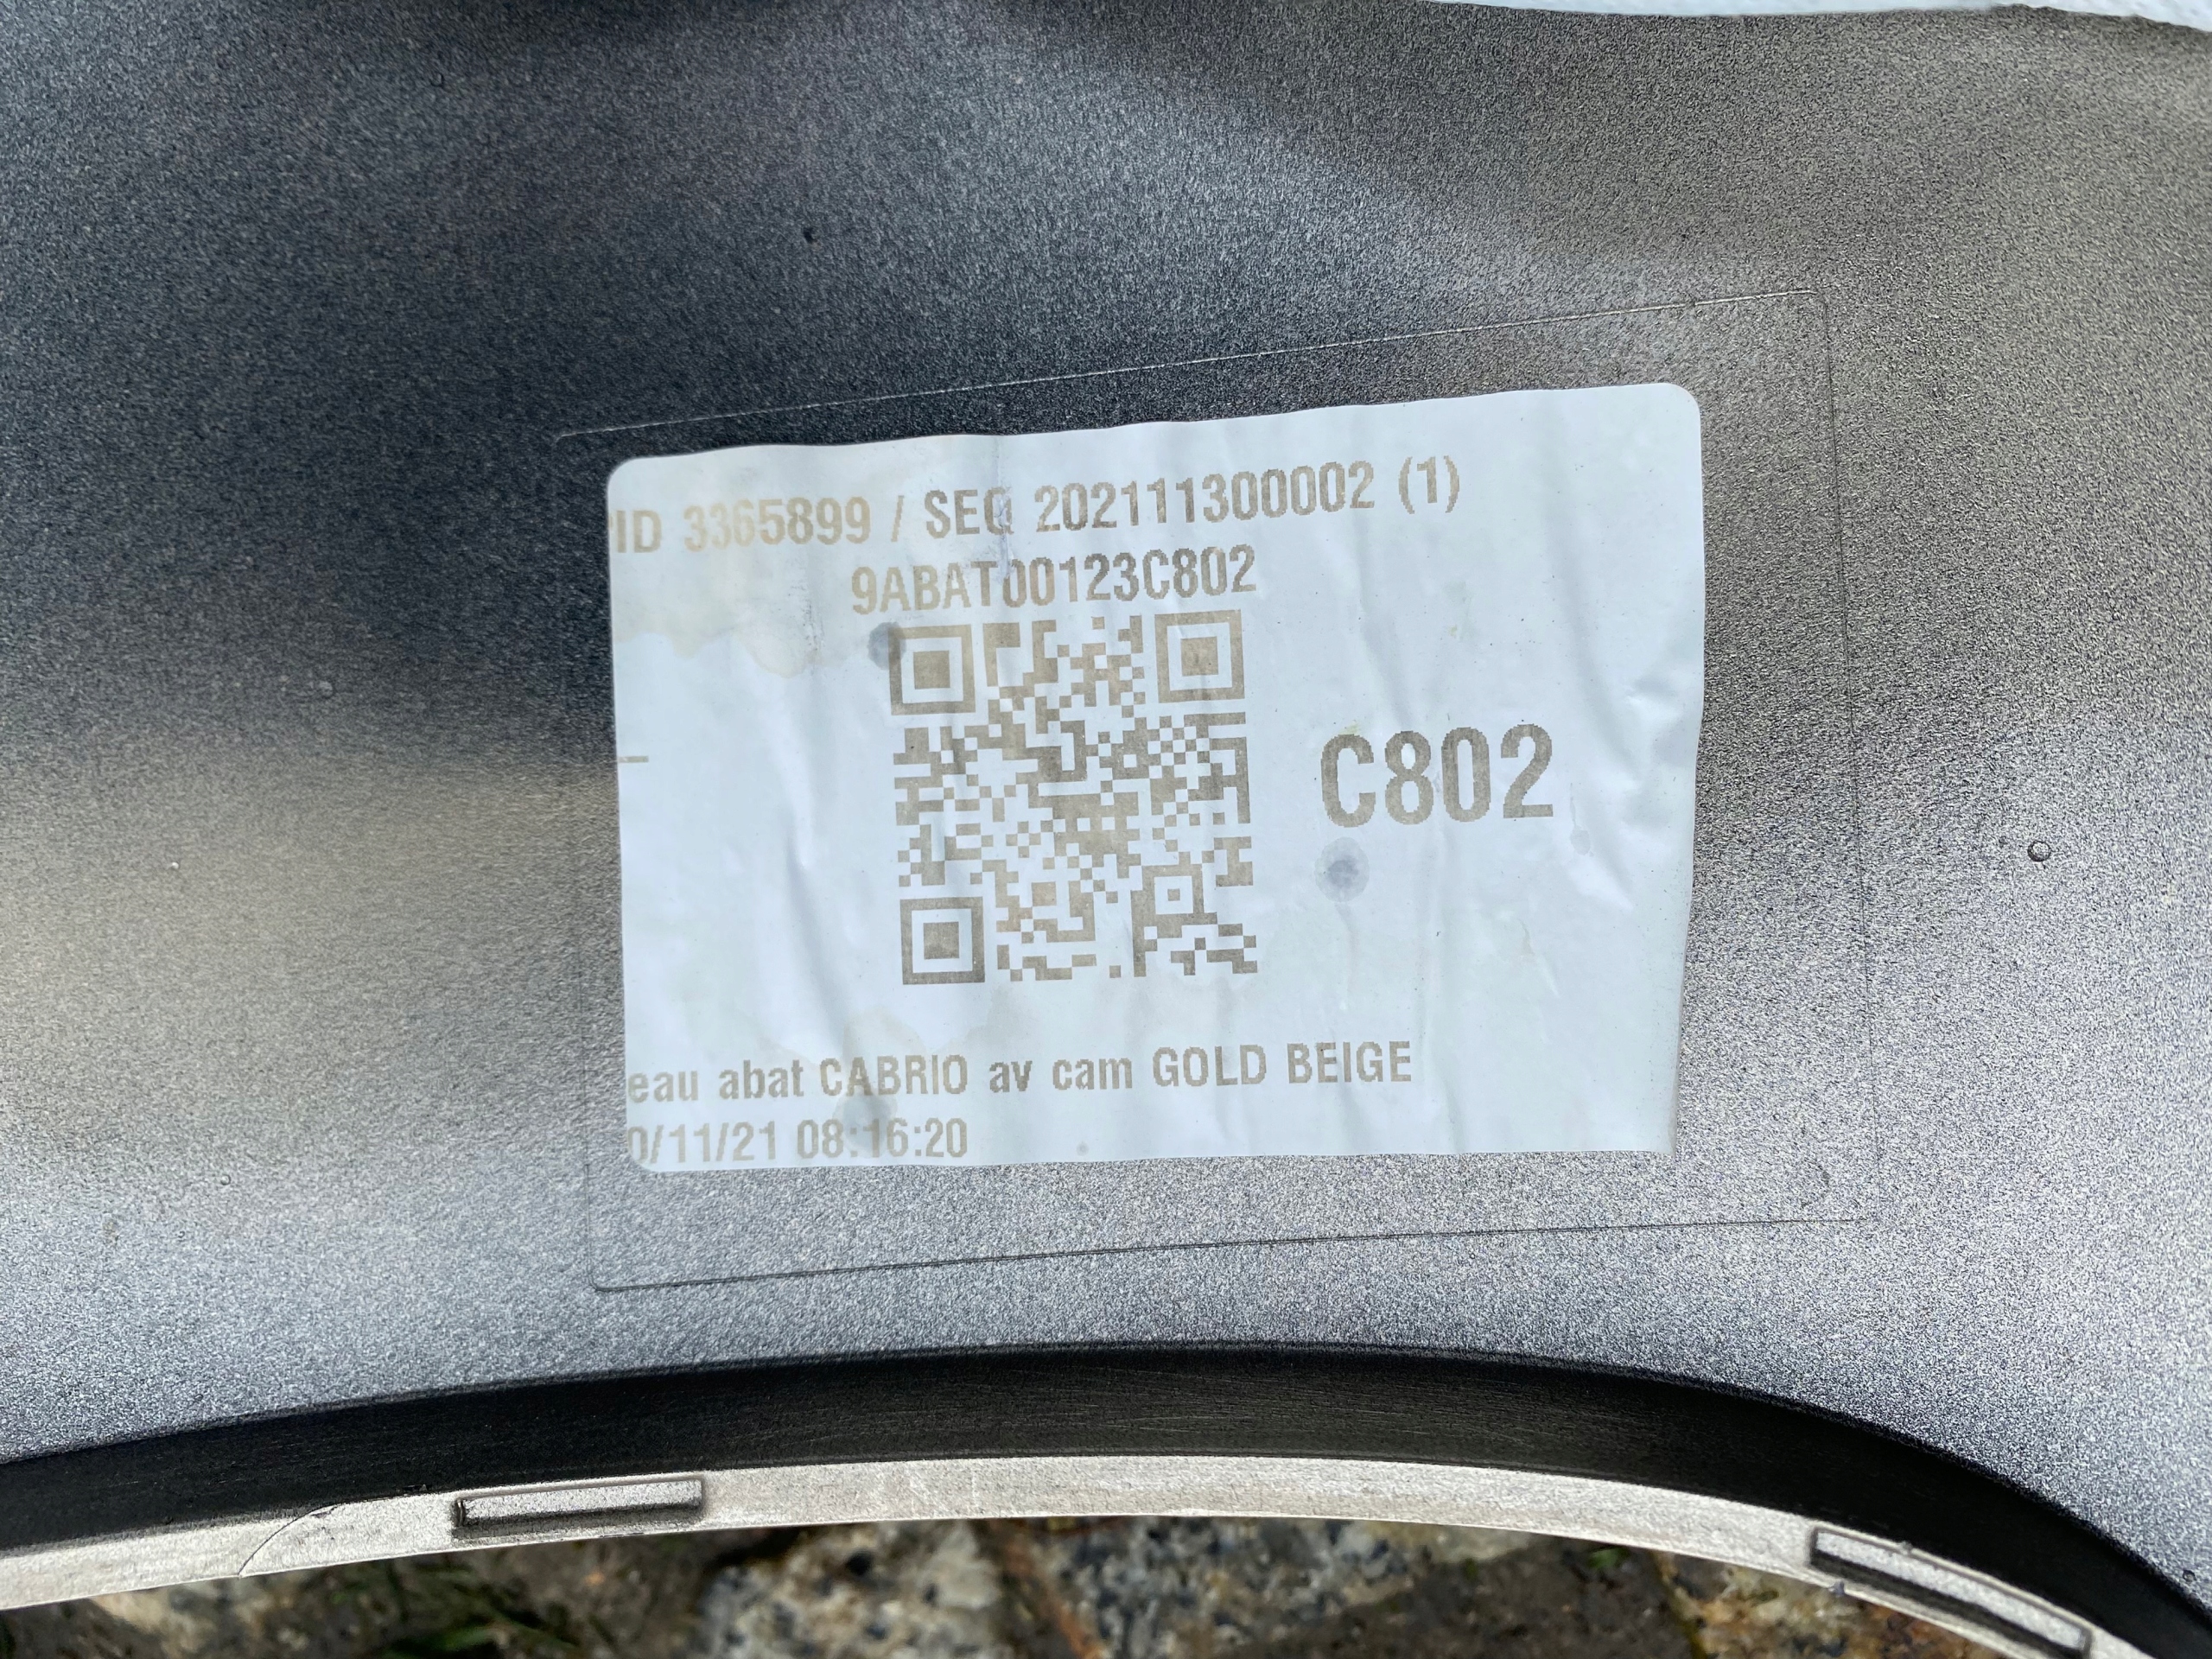 ID 3365899 / SEQ 202111300002 (1)
9ABAT00123C802
C802
eau abat CABRIO av cam GOLD BEIGE
0/11/21 08:16:20